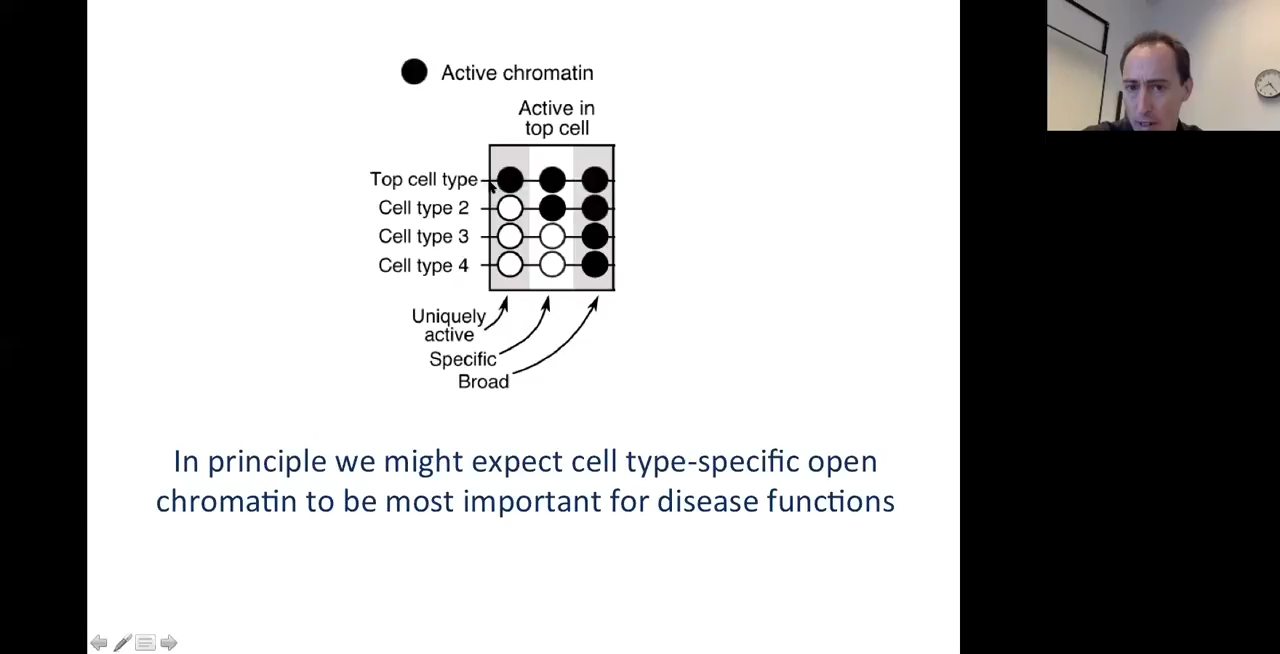 Active chromatin
Active in
top cell
Top cell type
Cell type 2
Cell type 3
Cell type 4
Uniquely
active
Specific
Broad
In principle we might expect cell type-specific open
chromatin to be most important for disease functions